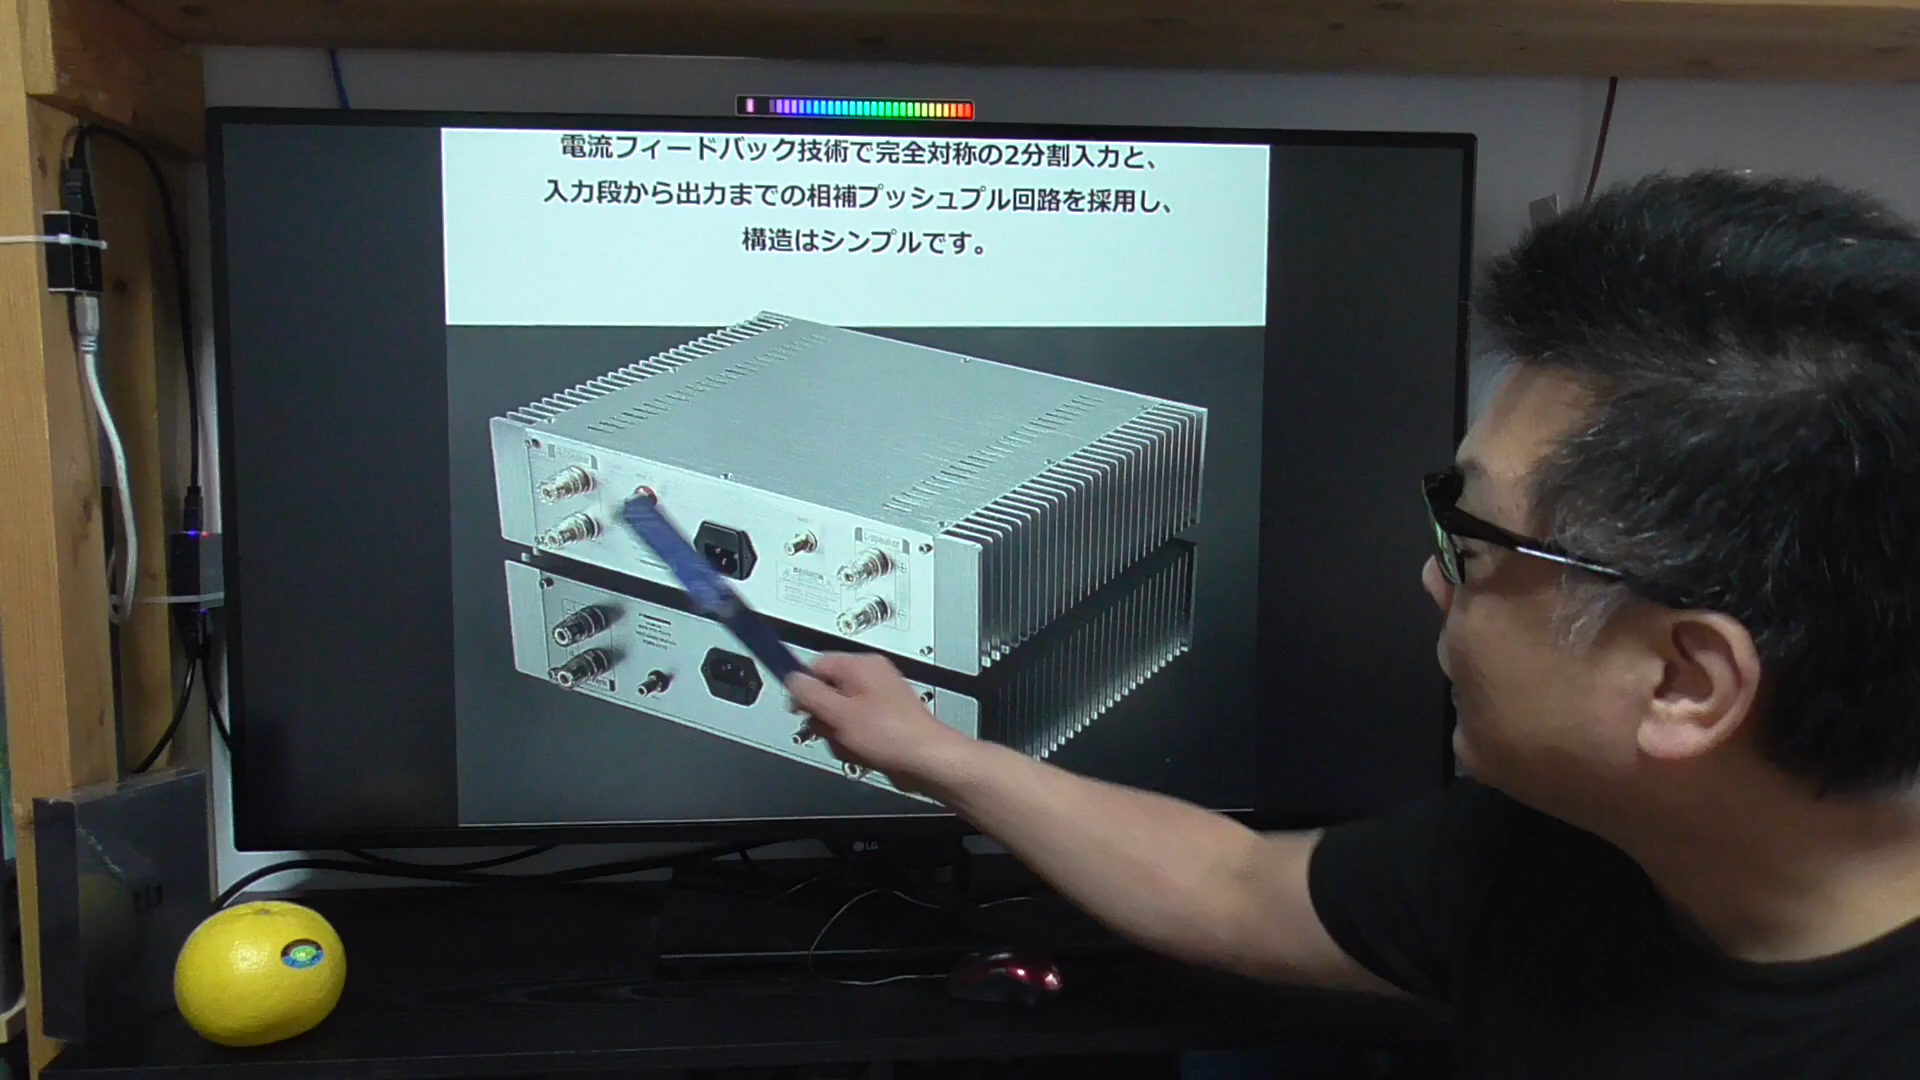 電流フィードバック技術で完全対称の2分割入力と、
入力段から出力までの相補プッシュプル回路を採用し、
構造はシンプルです。
LG